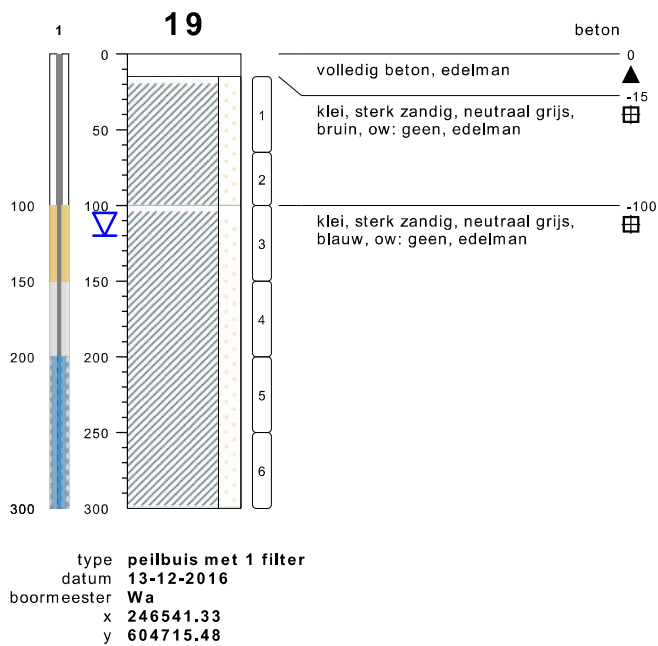 1
19
beton
0
50
100
150
200
250
300
100
150
200
300
1
2
3
4
5
6
0
volledig beton, edelman
-15
klei, sterk zandig, neutraal grijs,
bruin, ow: geen, edelman
-100
klei, sterk zandig, neutraal grijs,
blauw, ow: geen, edelman
type peilbuis met 1 filter
datum 13-12-2016
boormeester Wa
x 246541.33
y 604715.48